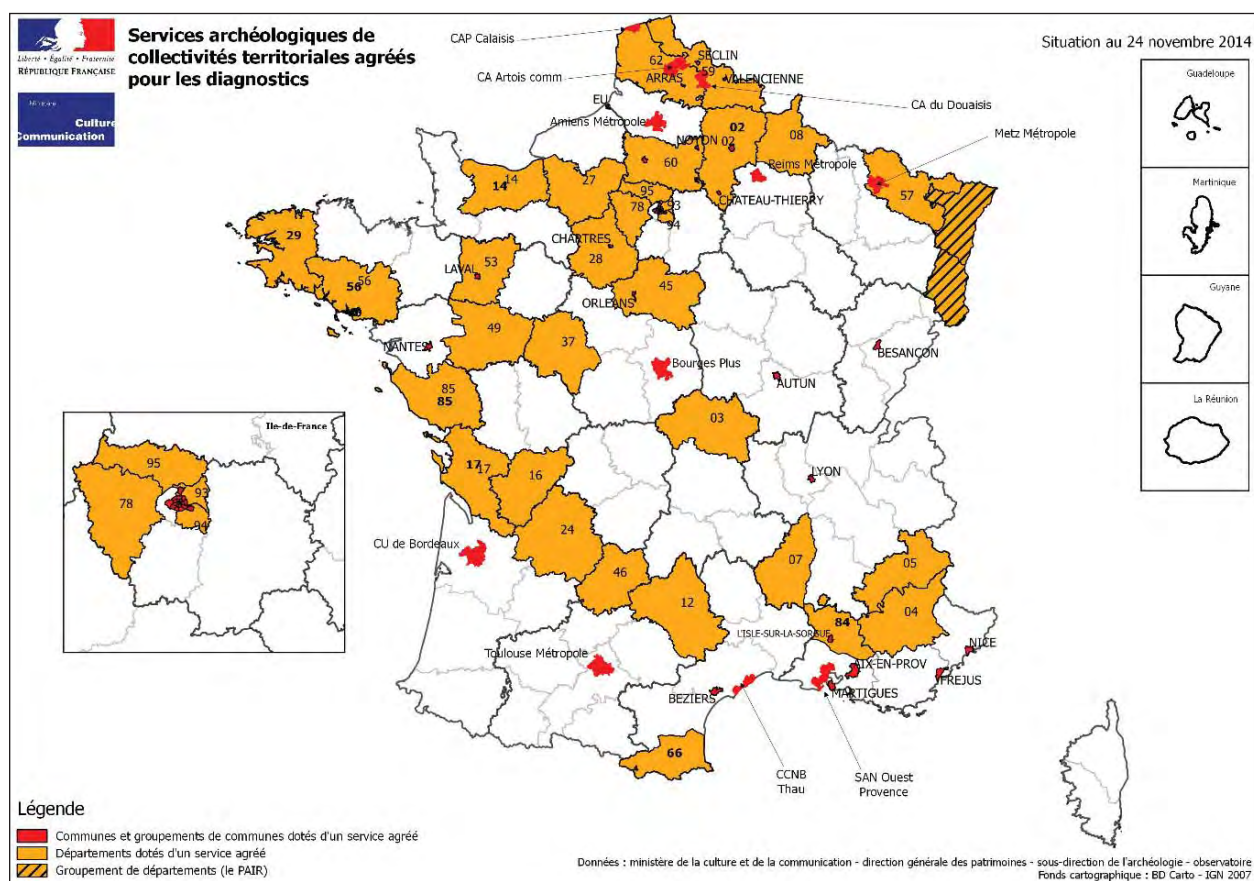 Liberté • Égalité • Fraternité
RÉPUBLIQUE FRANÇAISE
Culture
Communication
Services archéologiques de
collectivités territoriales agréés
pour les diagnostics
Situation au 24 novembre 2014
CAP Calaisis
CA Artois comm
62
SECLIN
59
ARRAS
VALENCIENNE
CA du Douaisis
EU
Amiens Métropole
NOYON
02
02
08
Metz Métropole
60
Reims Métropole
14
14
27
95
CHATEAU-THIERRY
57
78
93
94
29
CHARTRES
28
53
LAVAL
56
56
ORLEANS
45
49
37
NANTES
Bourges Plus
BESANÇON
AUTUN
85
85
03
17
17
16
LYON
24
CU de Bordeaux
46
07
05
12
04
84
L'ISLE-SUR-LA-SORGUE
NICE
Toulouse Métropole
AIX-EN-PROV
FREJUS
BEZIERS
MARTIGUES
66
CCNB
Thau
SAN Ouest
Provence
Ile-de-France
95
78
93
94
Guadeloupe
Martinique
Guyane
La Réunion
Légende
Communes et groupements de communes dotés d'un service agréé
Départements dotés d'un service agréé
Groupement de départements (le PAIR)
Données : ministère de la culture et de la communication - direction générale des patrimoines - sous-direction de l'archéologie - observatoire
Fonds cartographique : BD Carto - IGN 2007